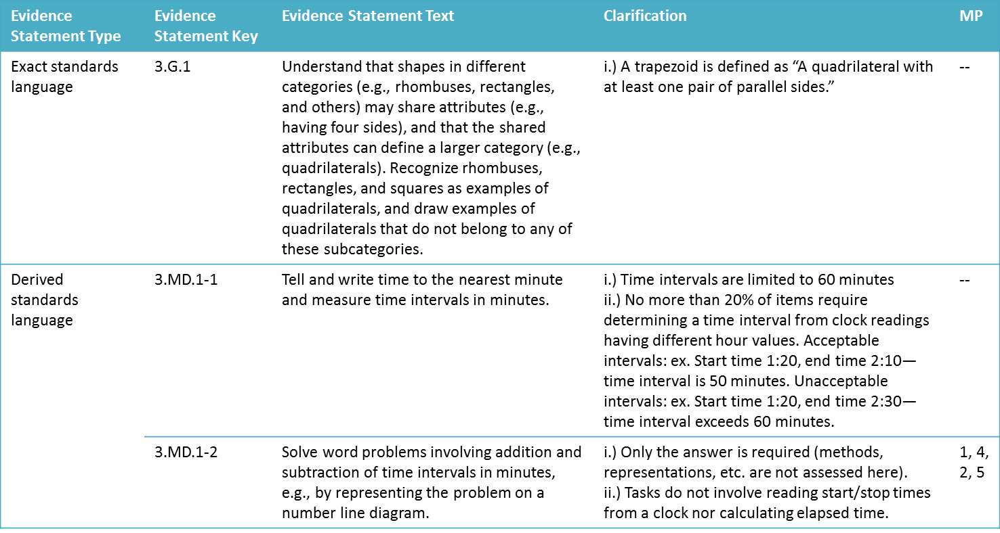 Evidence
Statement Type
Evidence
Statement Key
Evidence Statement Text
Clarification
MP
Exact standards
language
3.G.1
Understand that shapes in different
categories (e.g., rhombuses, rectangles,
and others) may share attributes (e.g.,
having four sides), and that the shared
attributes can define a larger category (e.g.,
quadrilaterals). Recognize rhombuses,
rectangles, and squares as examples of
quadrilaterals, and draw examples of
quadrilaterals that do not belong to any of
these subcategories.
i.) A trapezoid is defined as “A quadrilateral with
at least one pair of parallel sides.”
--
Derived
standards
language
3.MD.1-1
Tell and write time to the nearest minute
and measure time intervals in minutes.
i.) Time intervals are limited to 60 minutes
ii.) No more than 20% of items require
determining a time interval from clock readings
having different hour values. Acceptable
intervals: ex. Start time 1:20, end time 2:10—
time interval is 50 minutes. Unacceptable
intervals: ex. Start time 1:20, end time 2:30—
time interval exceeds 60 minutes.
--
3.MD.1-2
Solve word problems involving addition and
subtraction of time intervals in minutes,
e.g., by representing the problem on a
number line diagram.
i.) Only the answer is required (methods,
representations, etc. are not assessed here).
ii.) Tasks do not involve reading start/stop times
from a clock nor calculating elapsed time.
1, 4,
2, 5